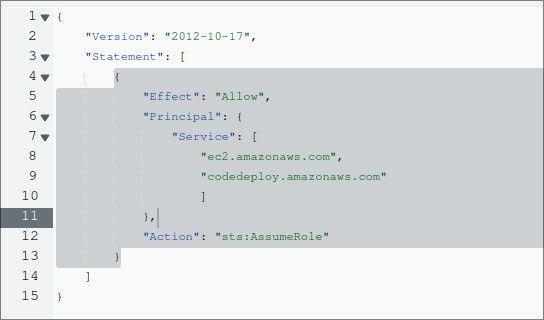 1 {
2 "Version": "2012-10-17",
3 "Statement": [
4 {
5 "Effect": "Allow",
6 "Principal": {
7 "Service": [
8 "ec2.amazonaws.com",
9 "codedeploy.amazonaws.com"
10 ]
11 },
12 "Action": "sts:AssumeRole"
13 }
14 ]
15 }